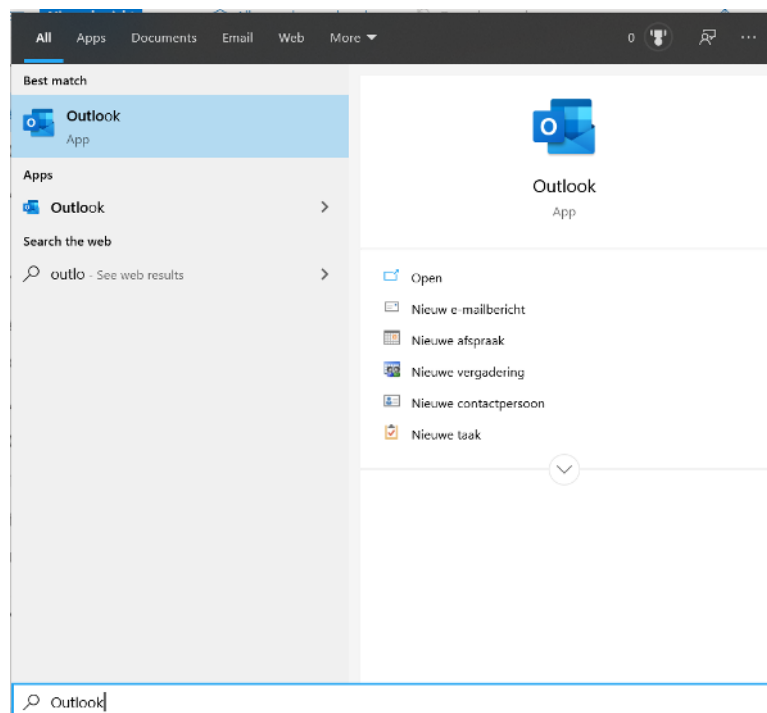 All Apps Documents Email Web More 0 ...
Best match
Outlook
App
Apps
Outlook
Search the web
outlo - See web results
Outlook
App
Open
Nieuw e-mailbericht
Nieuwe afspraak
Nieuwe vergadering
Nieuwe contactpersoon
Nieuwe taak
Outlook